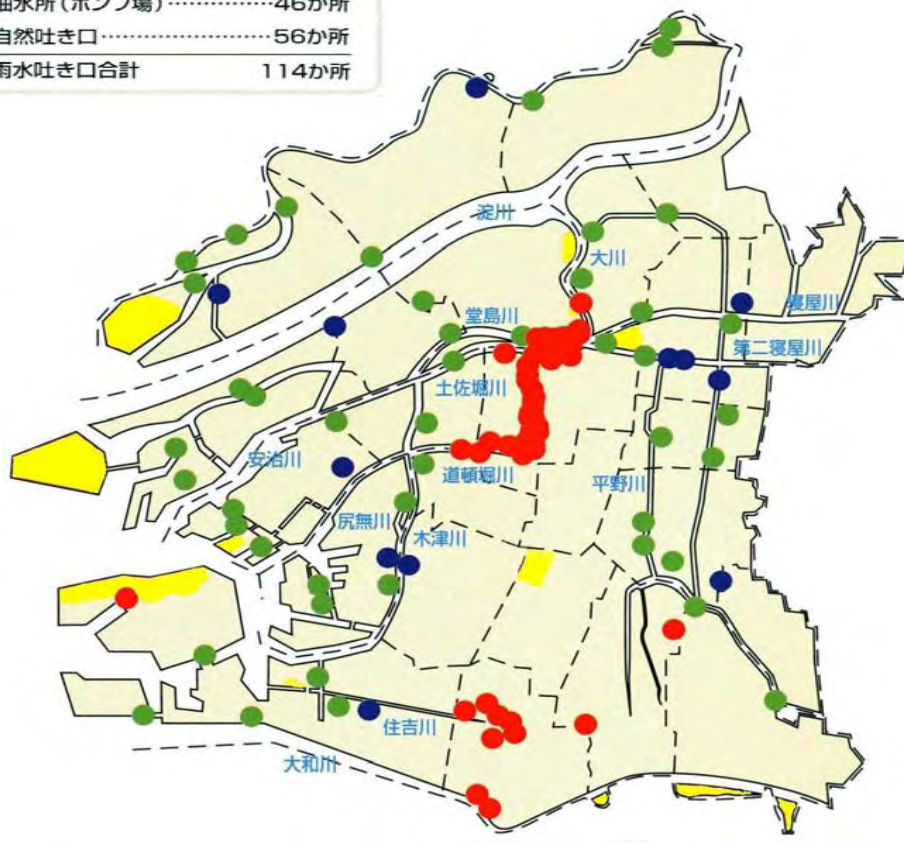 抽水所（ポンプ場）……………46か所
自然吐き口………………………56か所
雨水吐き口合計　114か所
淀川
大川
堂島川
寝屋川
第二寝屋川
土佐堀川
安治川
道頓堀川
平野川
尻無川
木津川
住吉川
大和川